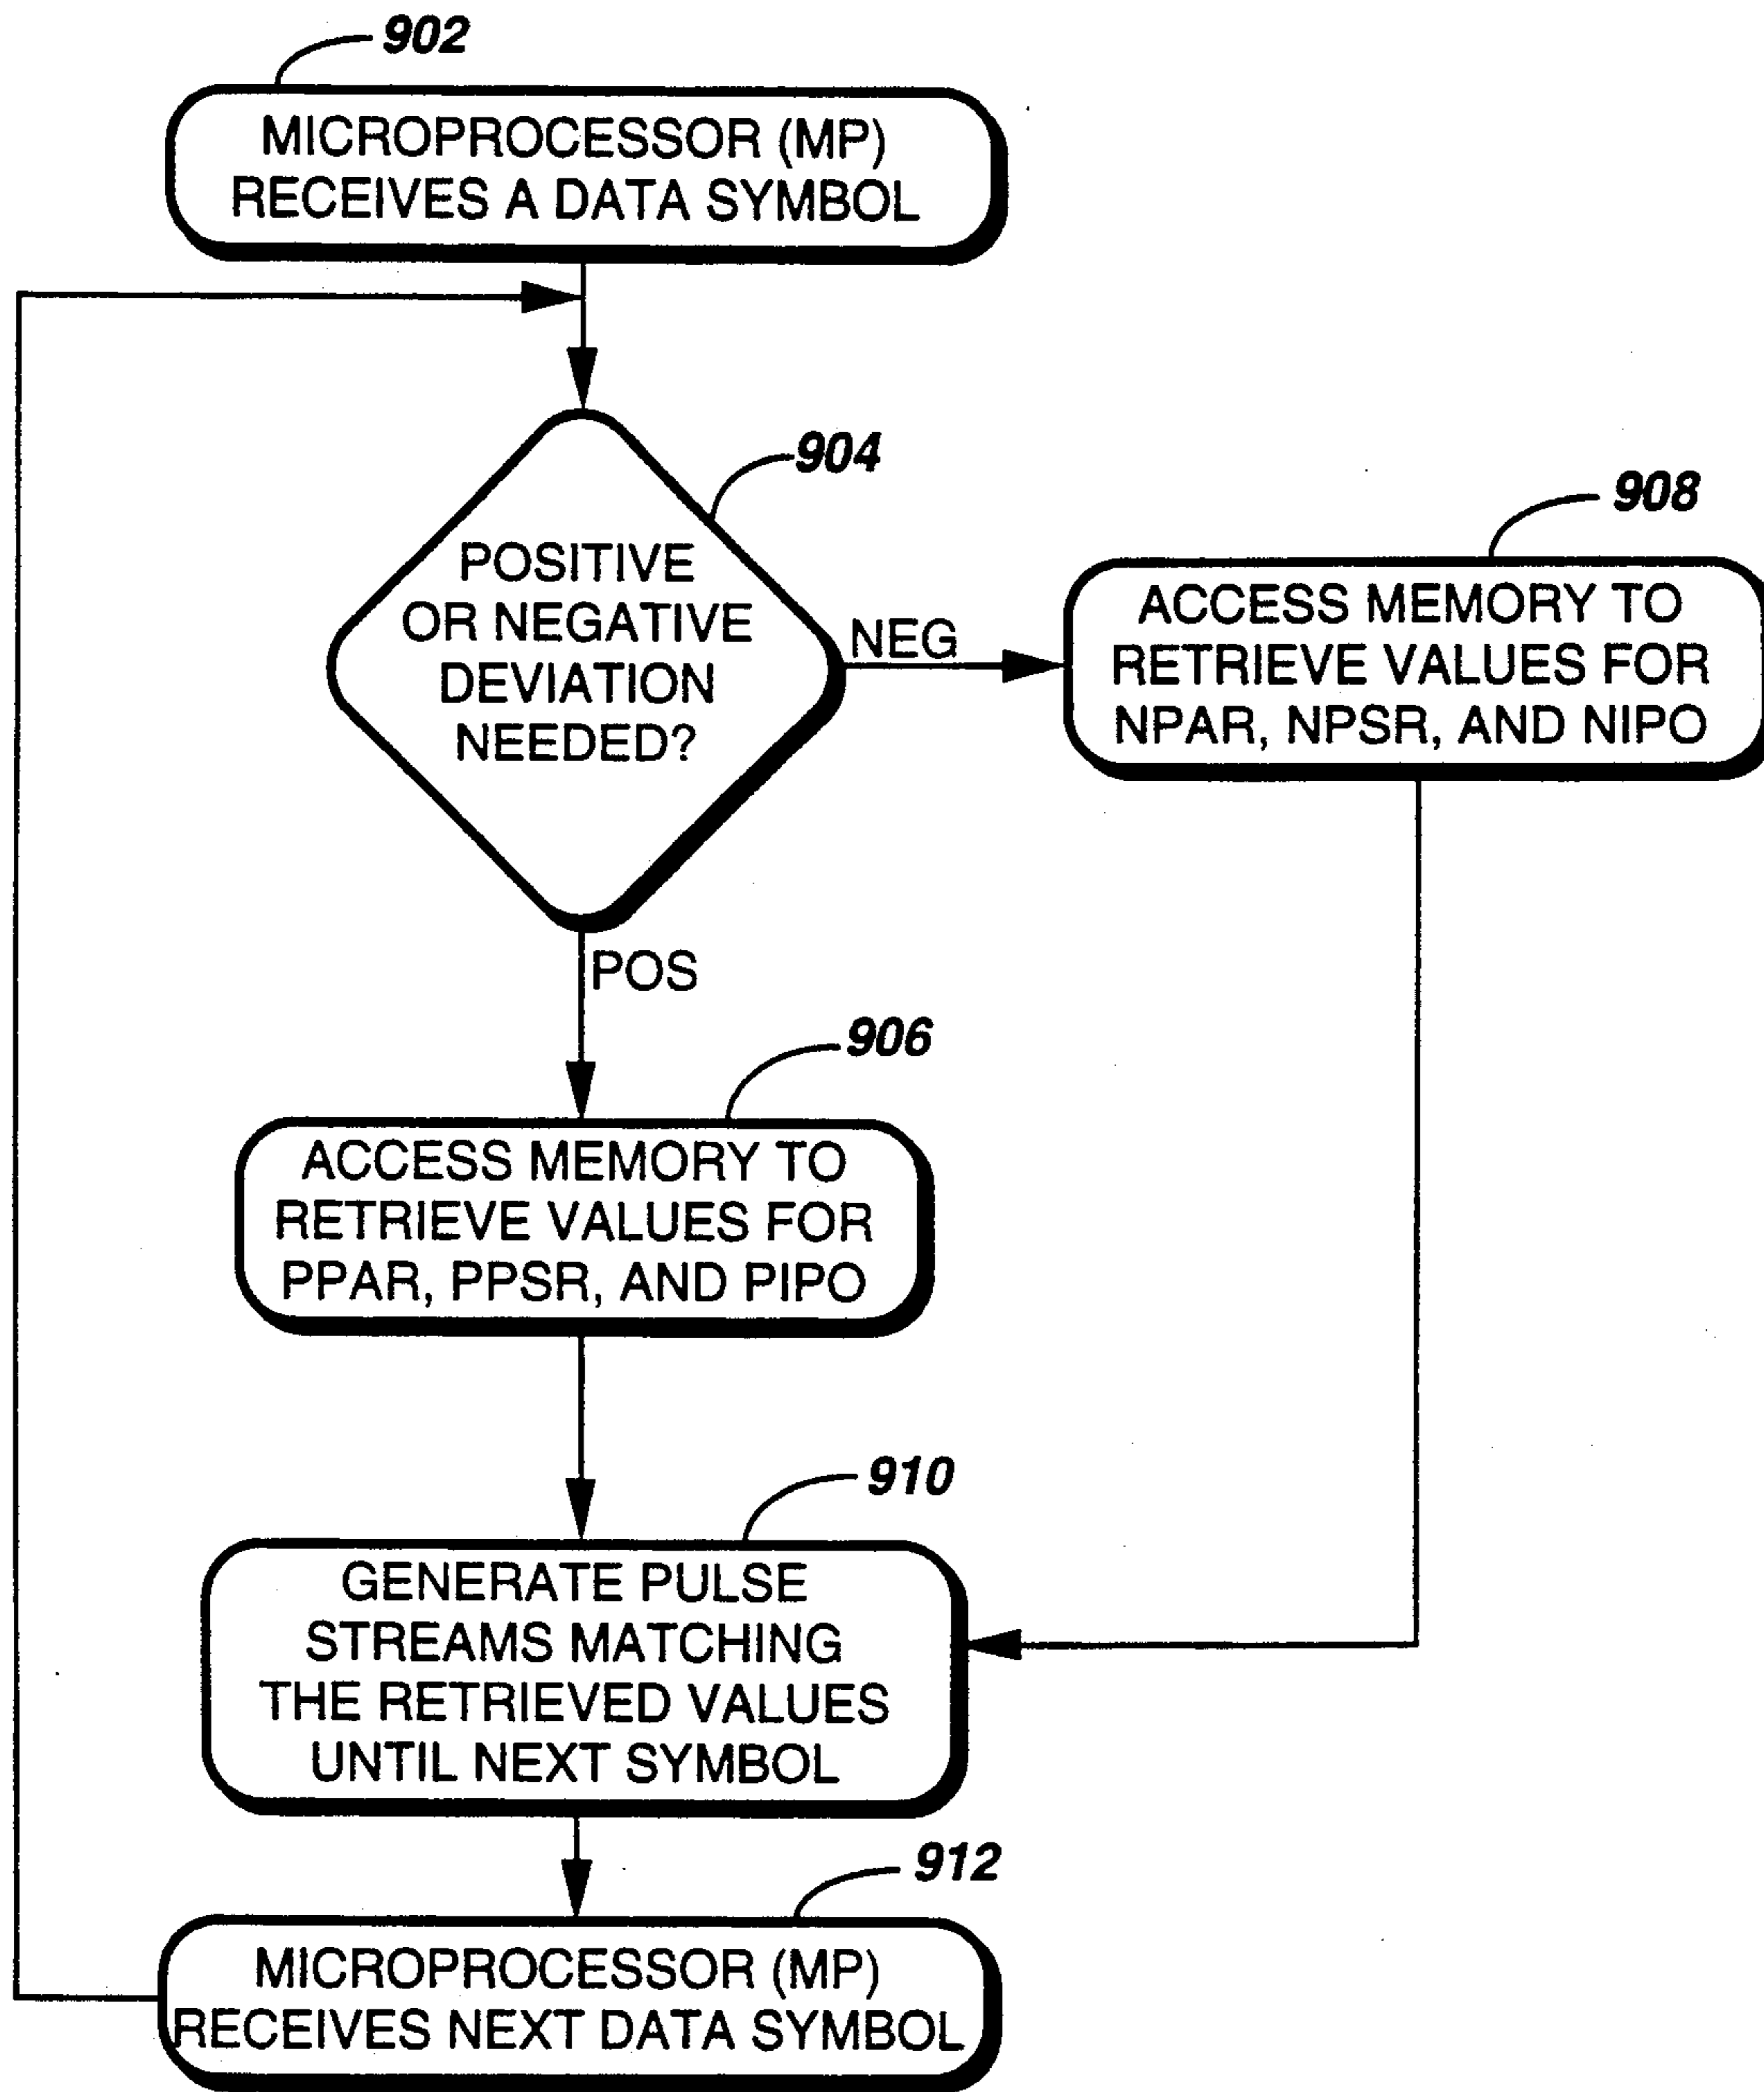 902
MICROPROCESSOR (MP)
RECEIVES A DATA SYMBOL
904
POSITIVE
OR NEGATIVE
DEVIATION
NEEDED?
NEG
908
ACCESS MEMORY TO
RETRIEVE VALUES FOR
NPAR, NPSR, AND NIPO
POS
906
ACCESS MEMORY TO
RETRIEVE VALUES FOR
PPAR, PPSR, AND PIPO
910
GENERATE PULSE
STREAMS MATCHING
THE RETRIEVED VALUES
UNTIL NEXT SYMBOL
912
MICROPROCESSOR (MP)
RECEIVES NEXT DATA SYMBOL